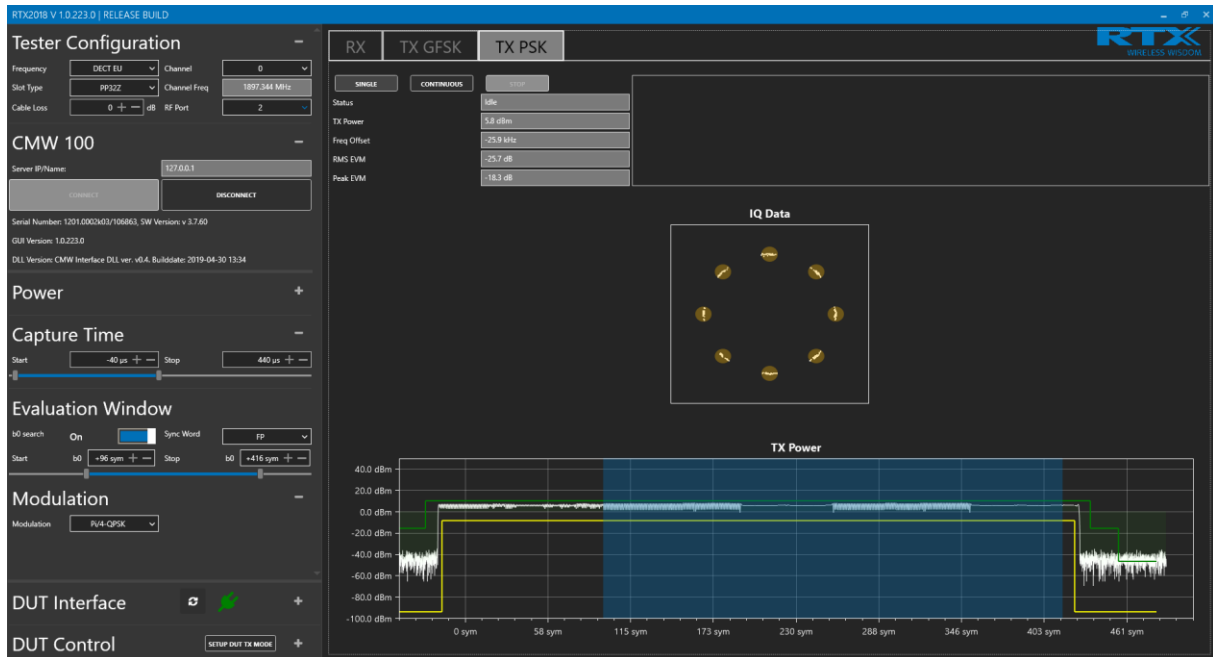 RTX2018 V 1.0.223.0 | RELEASE BUILD
Tester Configuration
Frequency DECT EU Channel 0
Slot Type PP32Z Channel Freq 1897.344 MHz
Cable Loss 0 dB RF Port 2
CMW 100
Server IP/Name: 127.0.0.1
CONNECT DISCONNECT
Serial Number: 1201.0002k03/106863, SW Version: v 3.7.60
GUI Version: 1.0.223.0
DLL Version: CMW Interface DLL ver. v0.4. Builddate: 2019-04-30 13:34
Power
Capture Time
Start -40 µs Stop 440 µs
Evaluation Window
b0 search On Sync Word FP
Start b0 +96 sym Stop b0 +416 sym
Modulation
Modulation Pi/4-QPSK
DUT Interface
DUT Control SETUP DUT TX MODE
RX TX GFSK TX PSK
RTX
WIRELESS WISDOM
SINGLE CONTINUOUS STOP
Status Idle
TX Power 5.8 dBm
Freq Offset -25.9 kHz
RMS EVM -25.7 dB
Peak EVM -18.3 dB
IQ Data
TX Power
40.0 dBm
20.0 dBm
0.0 dBm
-20.0 dBm
-40.0 dBm
-60.0 dBm
-80.0 dBm
-100.0 dBm
0 sym 58 sym 115 sym 173 sym 230 sym 288 sym 346 sym 403 sym 461 sym